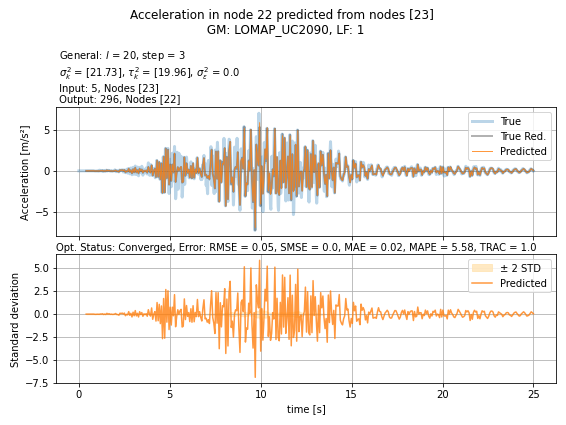 Acceleration in node 22 predicted from nodes [23]
GM: LOMAP_UC2090, LF: 1
General: l = 20, step = 3
σ²ₖ = [21.73], τ²ₖ = [19.96], σ²ε = 0.0
Input: 5, Nodes [23]
Output: 296, Nodes [22]
Acceleration [m/s²]
5
0
−5
True
True Red.
Predicted
Opt. Status: Converged, Error: RMSE = 0.05, SMSE = 0.0, MAE = 0.02, MAPE = 5.58, TRAC = 1.0
Standard deviation
5.0
2.5
0.0
−2.5
−5.0
−7.5
± 2 STD
Predicted
0 5 10 15 20 25
time [s]